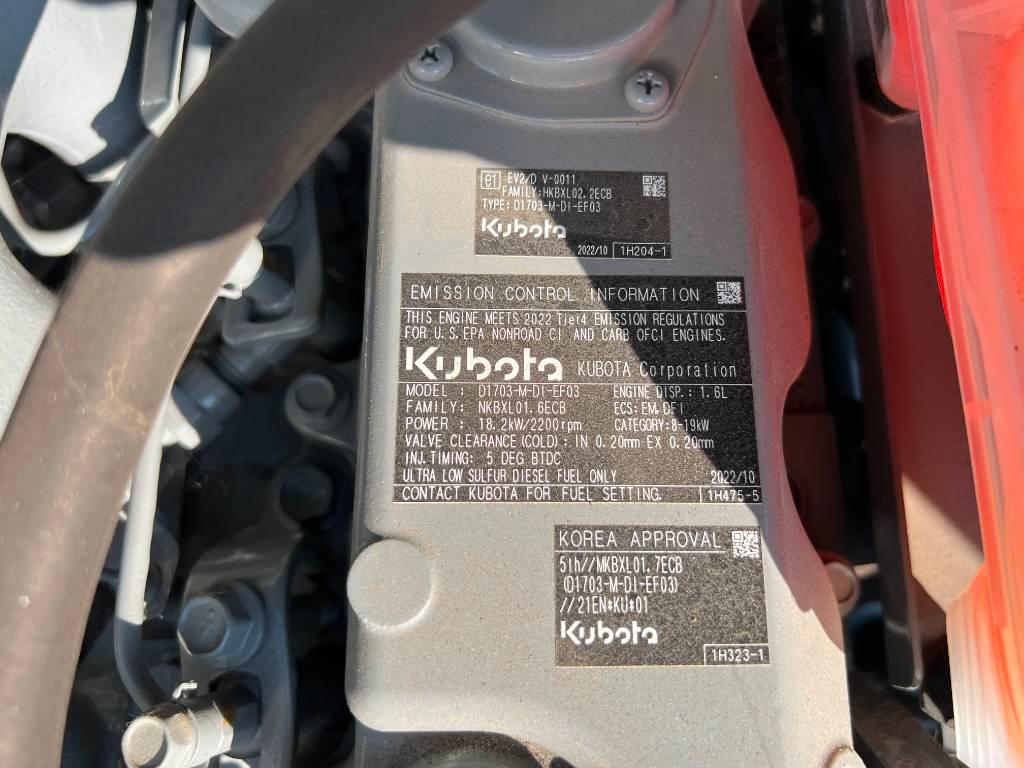 e1 EV2/D V-0011
FAMILY:HKBXL02.2ECB
TYPE: D1703-M-DI-EF03
Kubota
2022/10 1H204-1
EMISSION CONTROL INFORMATION
THIS ENGINE MEETS 2022 Tier4 EMISSION REGULATIONS
FOR U.S.EPA NONROAD CI AND CARB OFCI ENGINES.
Kubota KUBOTA Corporation
MODEL : D1703-M-DI-EF03 ENGINE DISP.: 1.6L
FAMILY: NKBXL01.6ECB ECS:EM,DFI
POWER : 18.2kW/2200rpm CATEGORY:8-19kW
VALVE CLEARANCE(COLD): IN 0.20mm EX 0.20mm
INJ.TIMING: 5 DEG BTDC
ULTRA LOW SULFUR DIESEL FUEL ONLY 2022/10
CONTACT KUBOTA FOR FUEL SETTING. 1H475-5
KOREA APPROVAL
5th//MKBXL01.7ECB
(D1703-M-DI-EF03)
//21EN*KU*01
Kubota
1H323-1